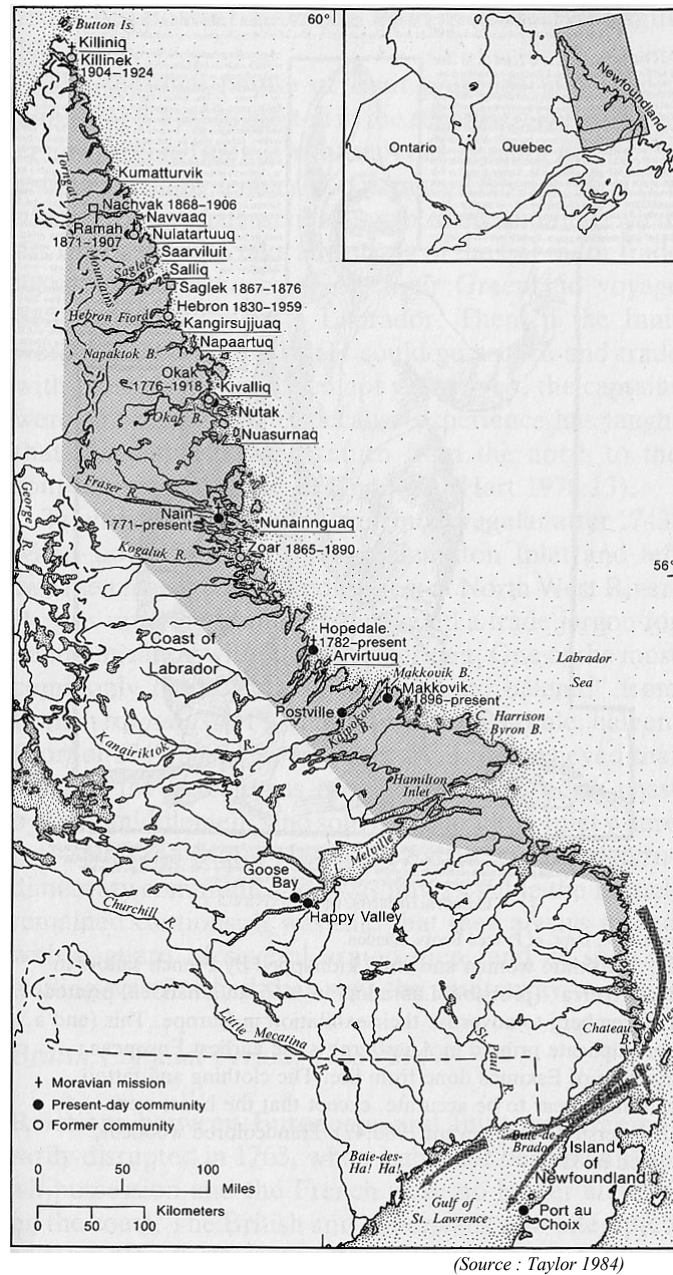 60°
Button Is.
Killiniq
Killinek
1904–1924
Newfoundland
Ontario
Quebec
Torngat
Mountains
Kumatturvik
Nachvak 1868–1906
Navvaaq
Ramah
1871–1907
Nulatartuuq
Saarviluit
Salliq
Saglek 1867–1876
Hebron 1830–1959
Hebron Fiord
Kangirsujjuaq
Napaartuq
Napaktok B.
Okak
1776–1918
Kivalliq
Okak B.
Nutak
Nuasurnaq
George
Fraser R.
Nain
1771–present
Nunainnguaq
Kogaluk R.
Zoar 1865–1890
56°
Hopedale
1782–present
Arvirtuuq
Coast of
Labrador
Labrador
Sea
Makkovik B.
Makkovik
1896–present
Postville
Kaipokok
B.
C. Harrison
Byron B.
Kanairiktok R.
Hamilton
Inlet
L. Melville
Goose
Bay
Happy Valley
Churchill R.
Little Mecatina R.
Paul
Chateau
B.
Moravian mission
Present-day community
Former community
0 50 100
Miles
Kilometers
0 50 100
Baie-des-
Ha! Ha!
Baie-de-
Brador
Island
of
Newfoundland
Gulf of
St. Lawrence
Port au
Choix
(Source : Taylor 1984)